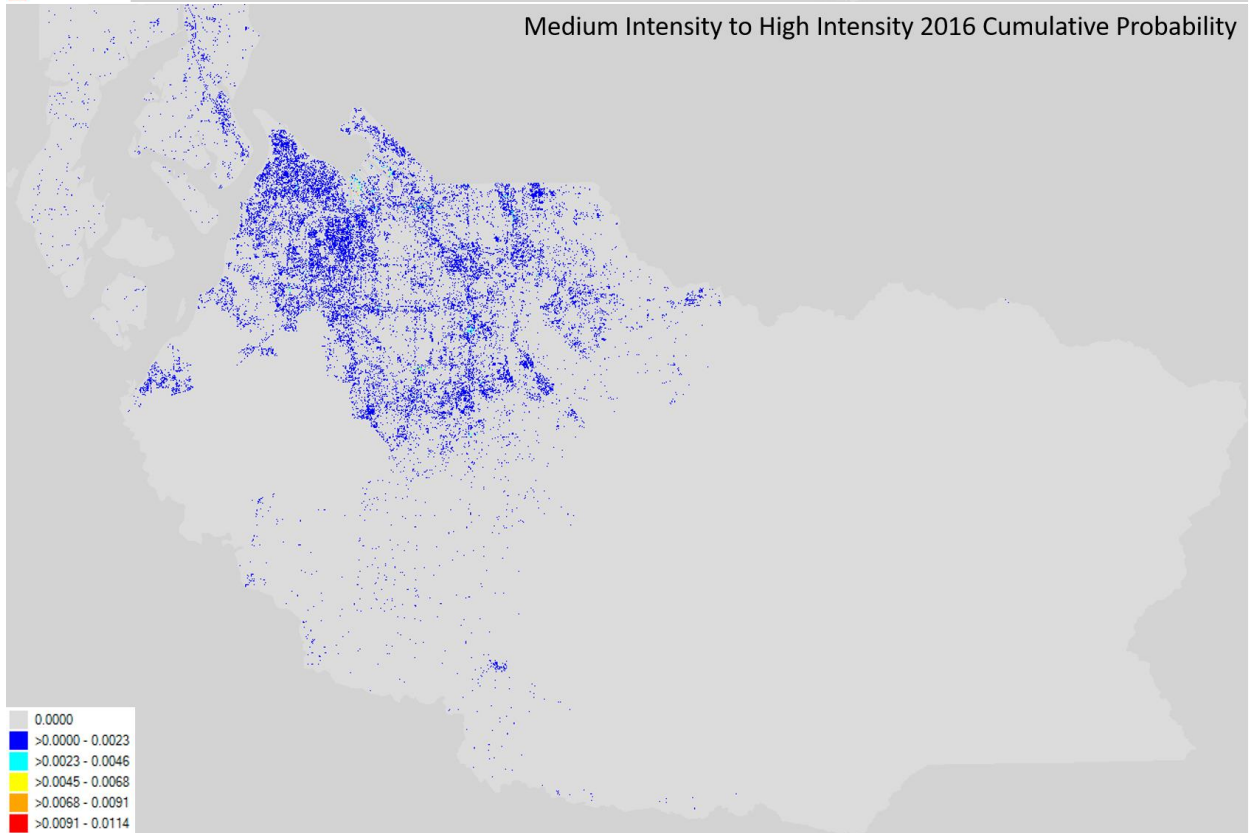 Medium Intensity to High Intensity 2016 Cumulative Probability
0.0000
>0.0000 - 0.0023
>0.0023 - 0.0046
>0.0045 - 0.0068
>0.0068 - 0.0091
>0.0091 - 0.0114